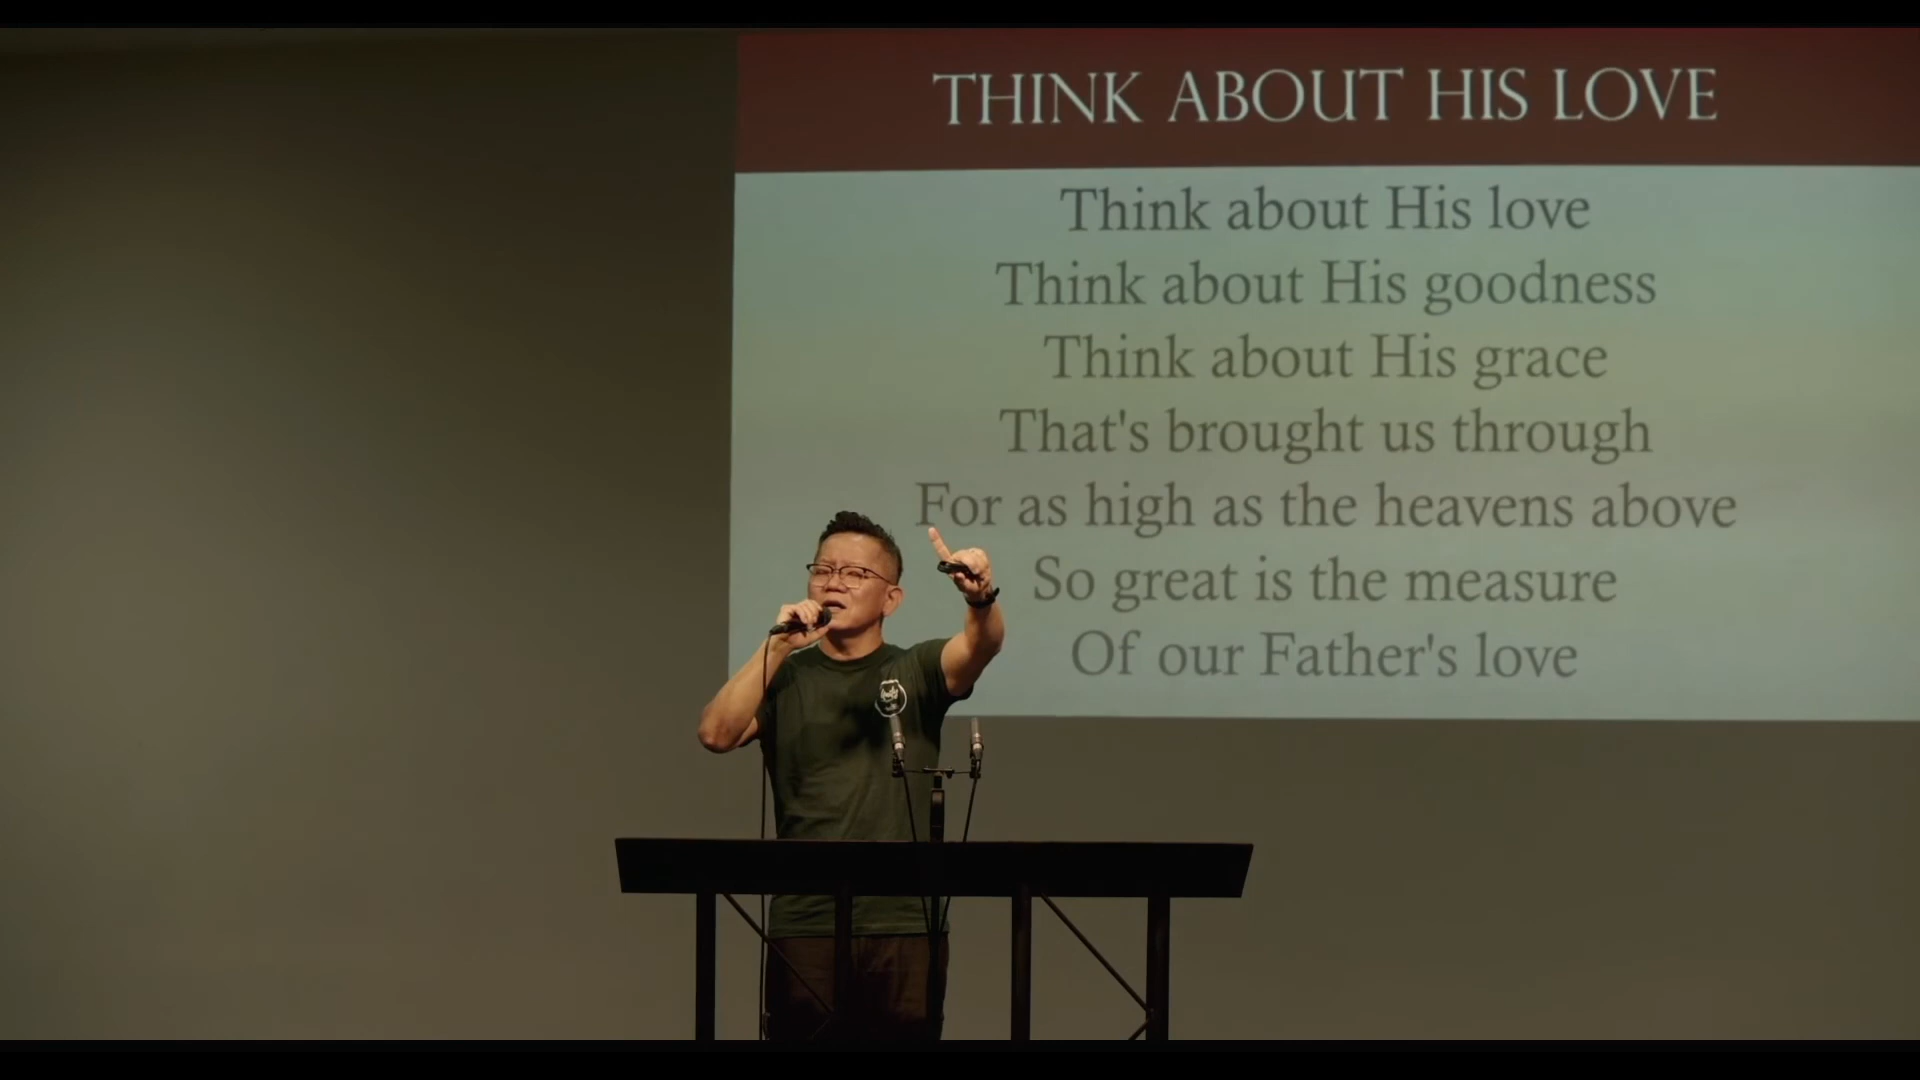 THINK ABOUT HIS LOVE
Think about His love
Think about His goodness
Think about His grace
That's brought us through
For as high as the heavens above
So great is the measure
Of our Father's love